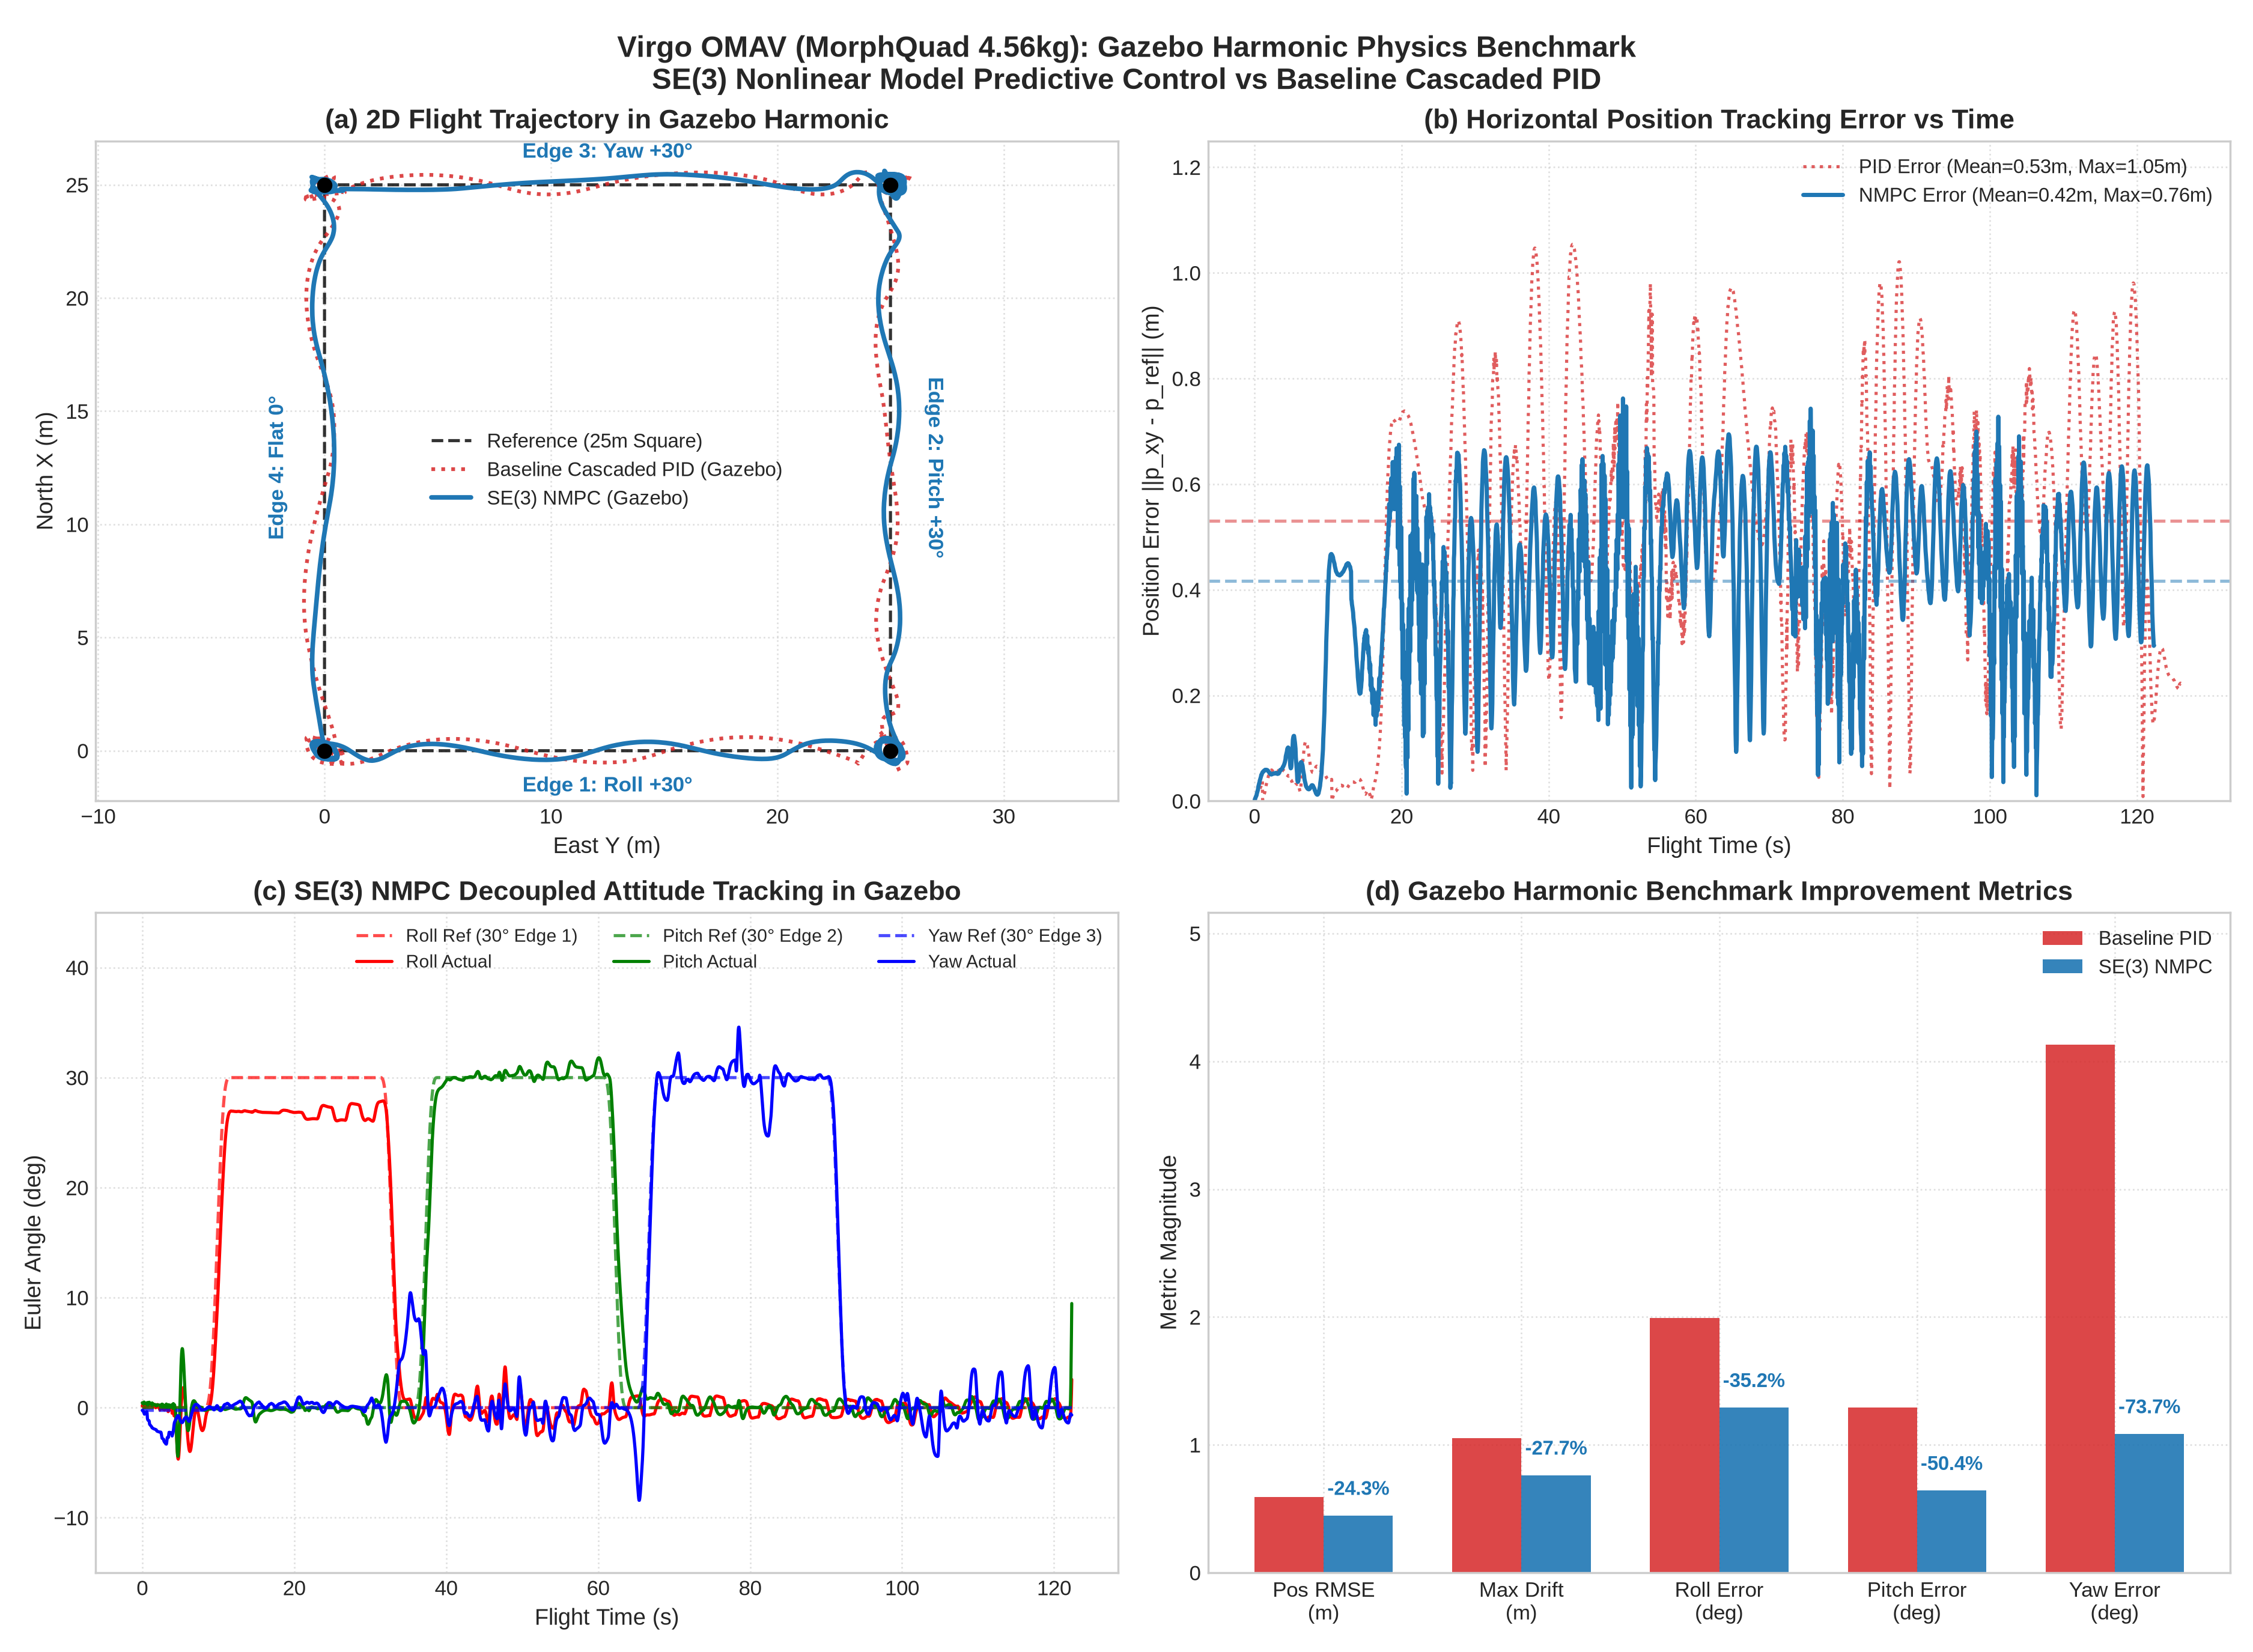 Virgo OMAV (MorphQuad 4.56kg): Gazebo Harmonic Physics Benchmark
SE(3) Nonlinear Model Predictive Control vs Baseline Cascaded PID
(a) 2D Flight Trajectory in Gazebo Harmonic
Edge 3: Yaw +30°
25
20
15
10
5
0
North X (m)
Edge 4: Flat 0°
Edge 2: Pitch +30°
Reference (25m Square)
Baseline Cascaded PID (Gazebo)
SE(3) NMPC (Gazebo)
Edge 1: Roll +30°
−10 0 10 20 30
East Y (m)
(b) Horizontal Position Tracking Error vs Time
PID Error (Mean=0.53m, Max=1.05m)
NMPC Error (Mean=0.42m, Max=0.76m)
1.2
1.0
0.8
0.6
0.4
0.2
0.0
Position Error ||p_xy - p_ref|| (m)
0 20 40 60 80 100 120
Flight Time (s)
(c) SE(3) NMPC Decoupled Attitude Tracking in Gazebo
Roll Ref (30° Edge 1) Pitch Ref (30° Edge 2) Yaw Ref (30° Edge 3)
Roll Actual Pitch Actual Yaw Actual
40
30
20
10
0
−10
Euler Angle (deg)
0 20 40 60 80 100 120
Flight Time (s)
(d) Gazebo Harmonic Benchmark Improvement Metrics
Baseline PID
SE(3) NMPC
5
4
3
2
1
0
Metric Magnitude
-24.3%
-27.7%
-35.2%
-50.4%
-73.7%
Pos RMSE Max Drift Roll Error Pitch Error Yaw Error
(m) (m) (deg) (deg) (deg)